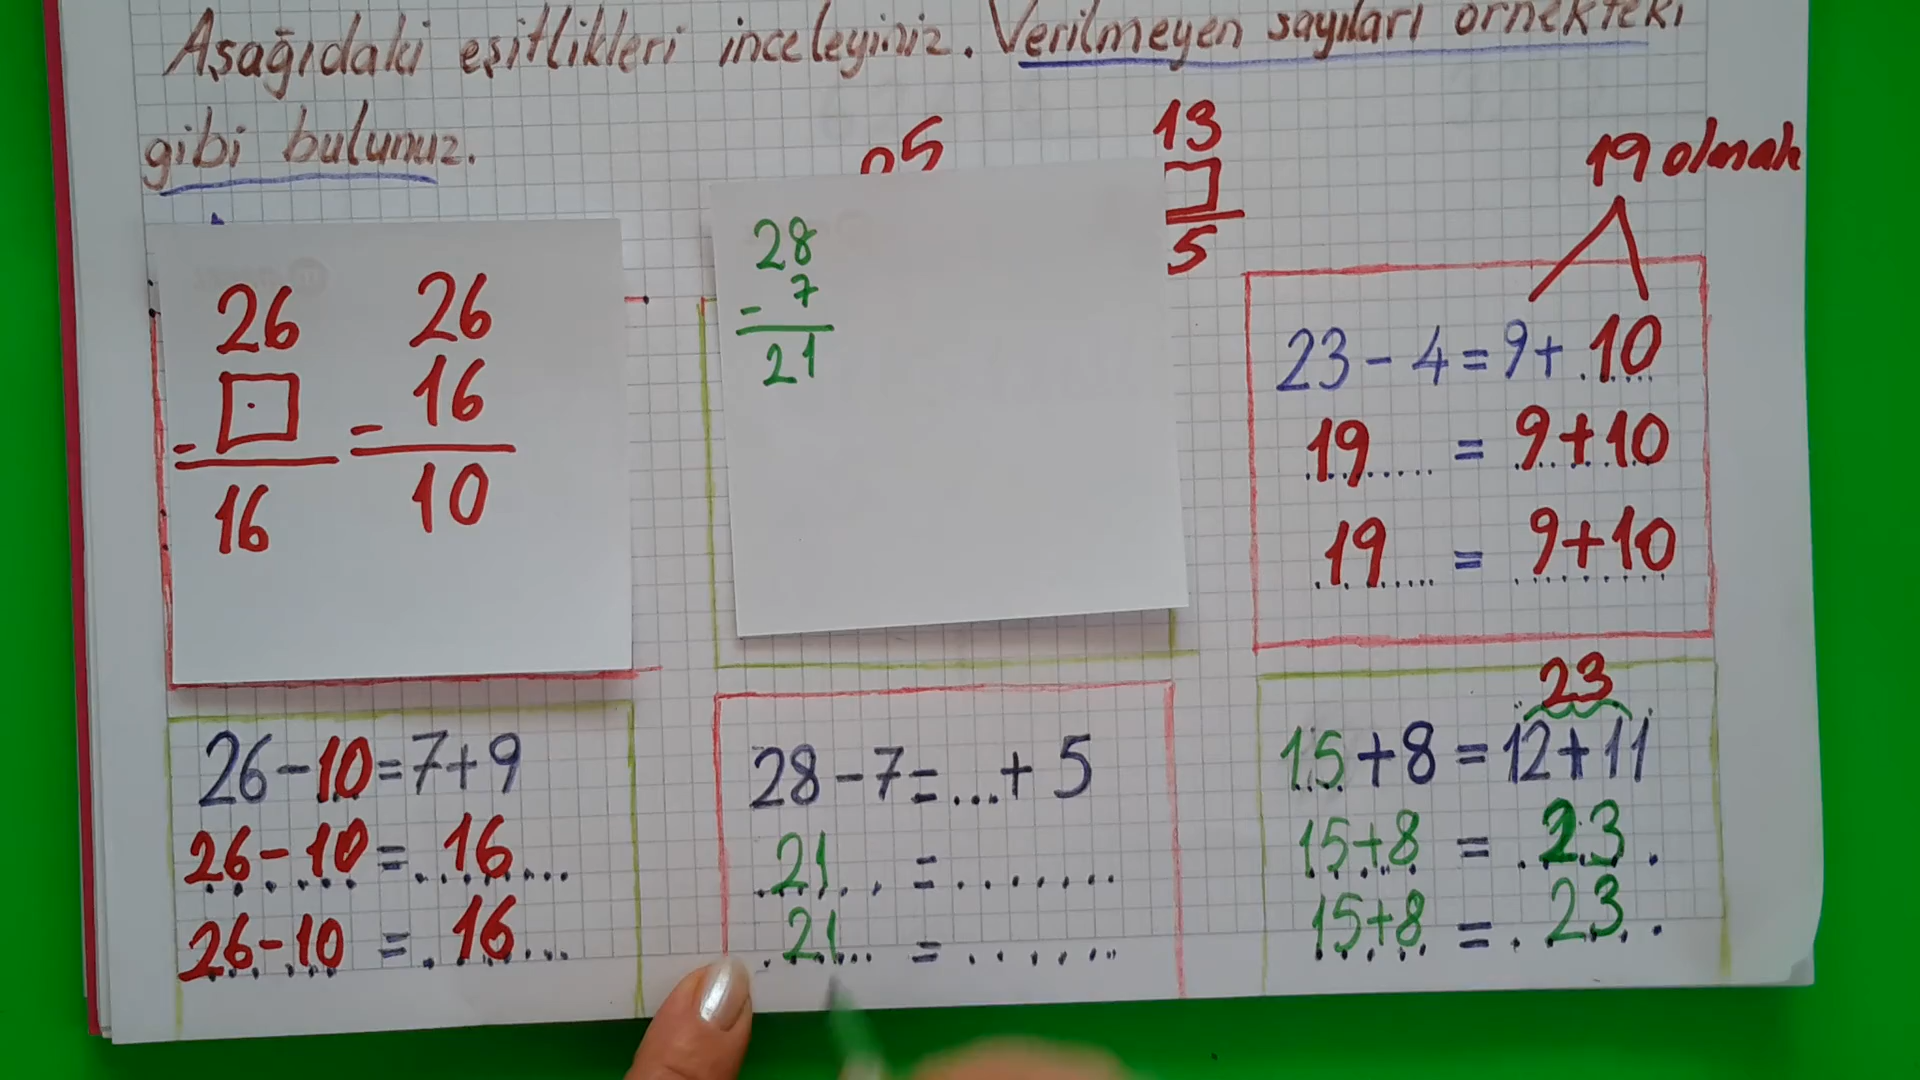 Aşağıdaki eşitlikleri inceleyiniz. Verilmeyen sayıları örnekteki
gibi bulunuz.
13
□
5
19 olmak
26
- □
16
26
- 16
10
28
- 7
21
23 - 4 = 9 + 10
19 = 9+10
19 = 9+10
26-10=7+9
26-10 = 16
26-10 = 16
28-7=...+ 5
21 =
21 =
23
15+8=12+11
15+8 = 23
15+8 = 23